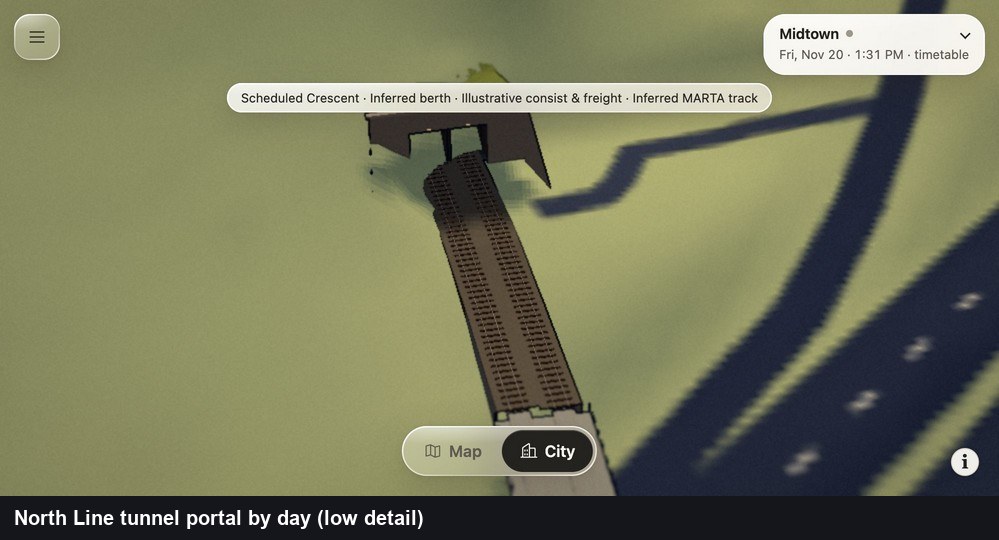 Midtown
Fri, Nov 20 · 1:31 PM · timetable
Scheduled Crescent · Inferred berth · Illustrative consist & freight · Inferred MARTA track
Map
City
i
North Line tunnel portal by day (low detail)